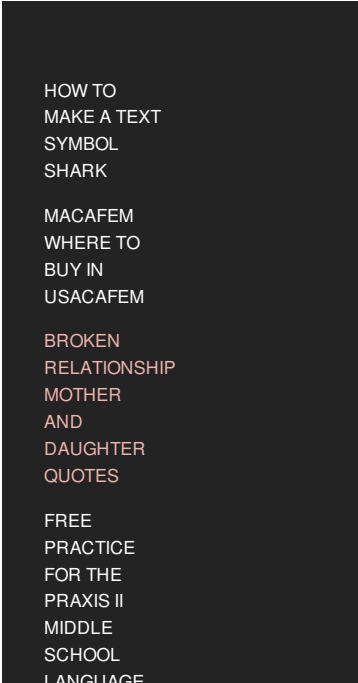 HOW TO
MAKE A TEXT
SYMBOL
SHARK
MACAFEM
WHERE TO
BUY IN
USACAFEM
BROKEN
RELATIONSHIP
MOTHER
AND
DAUGHTER
QUOTES
FREE
PRACTICE
FOR THE
PRAXIS II
MIDDLE
SCHOOL
LANGUAGE